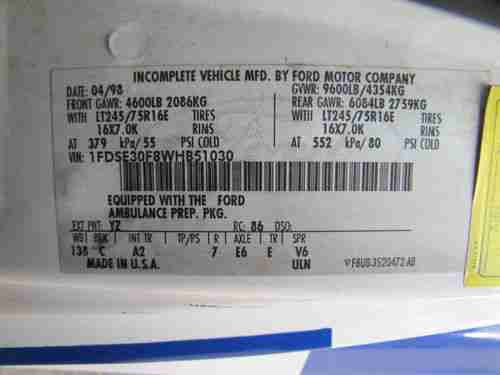 INCOMPLETE VEHICLE MFD. BY FORD MOTOR COMPANY
DATE: 04/98 GVWR: 9600LB/4354KG
FRONT GAWR: 4600LB 2086KG REAR GAWR: 6084LB 2759KG
WITH LT245/75R16E TIRES WITH LT245/75R16E TIRES
16X7.0K RIMS 16X7.0K RIMS
AT 379 kPa/55 PSI COLD AT 552 kPa/80 PSI COLD
VIN: 1FDSE30F8WHB51030
EQUIPPED WITH THE FORD
AMBULANCE PREP. PKG.
EXT PNT: YZ RC: 86 DSO:
WB BRK INT TR TP/PS R AXLE TR SPR
138 C A2 7 E6 E V6
MADE IN U.S.A. ULN